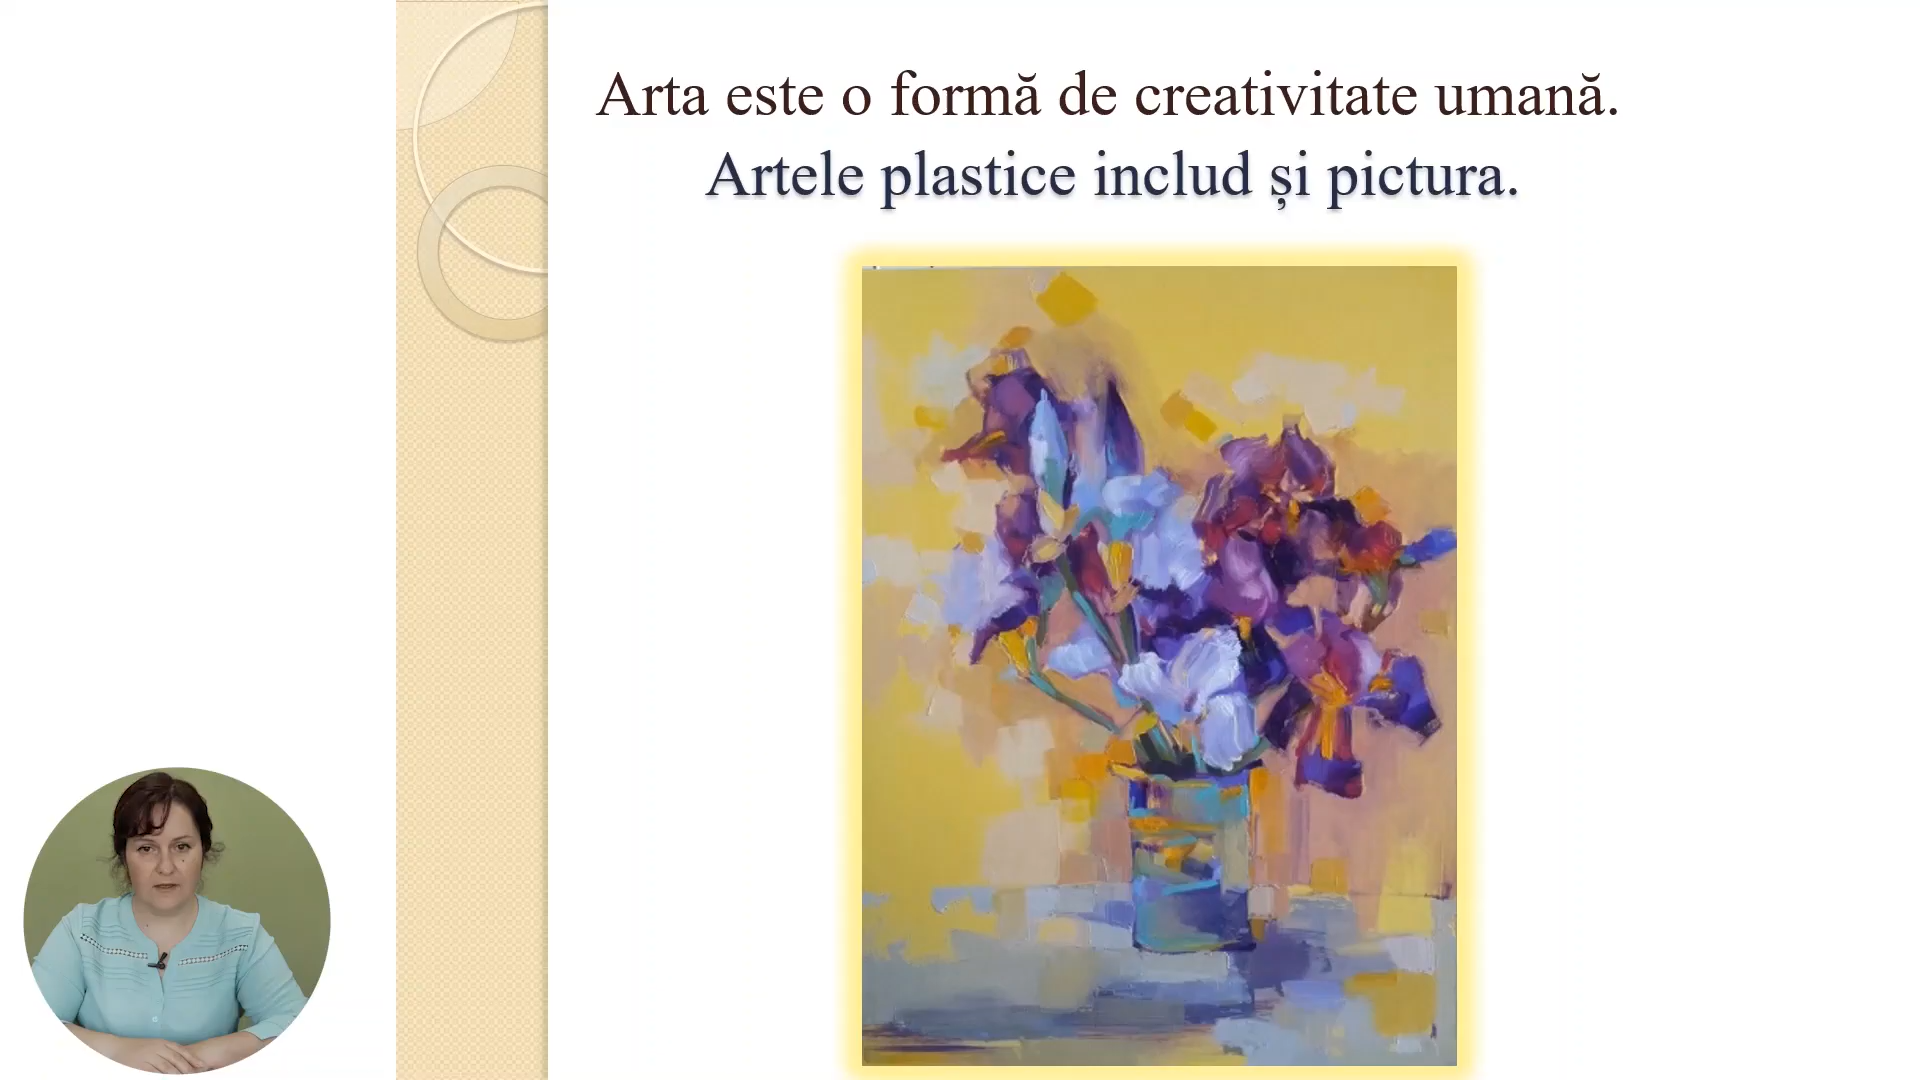 Arta este o formă de creativitate umană.
Artele plastice includ și pictura.